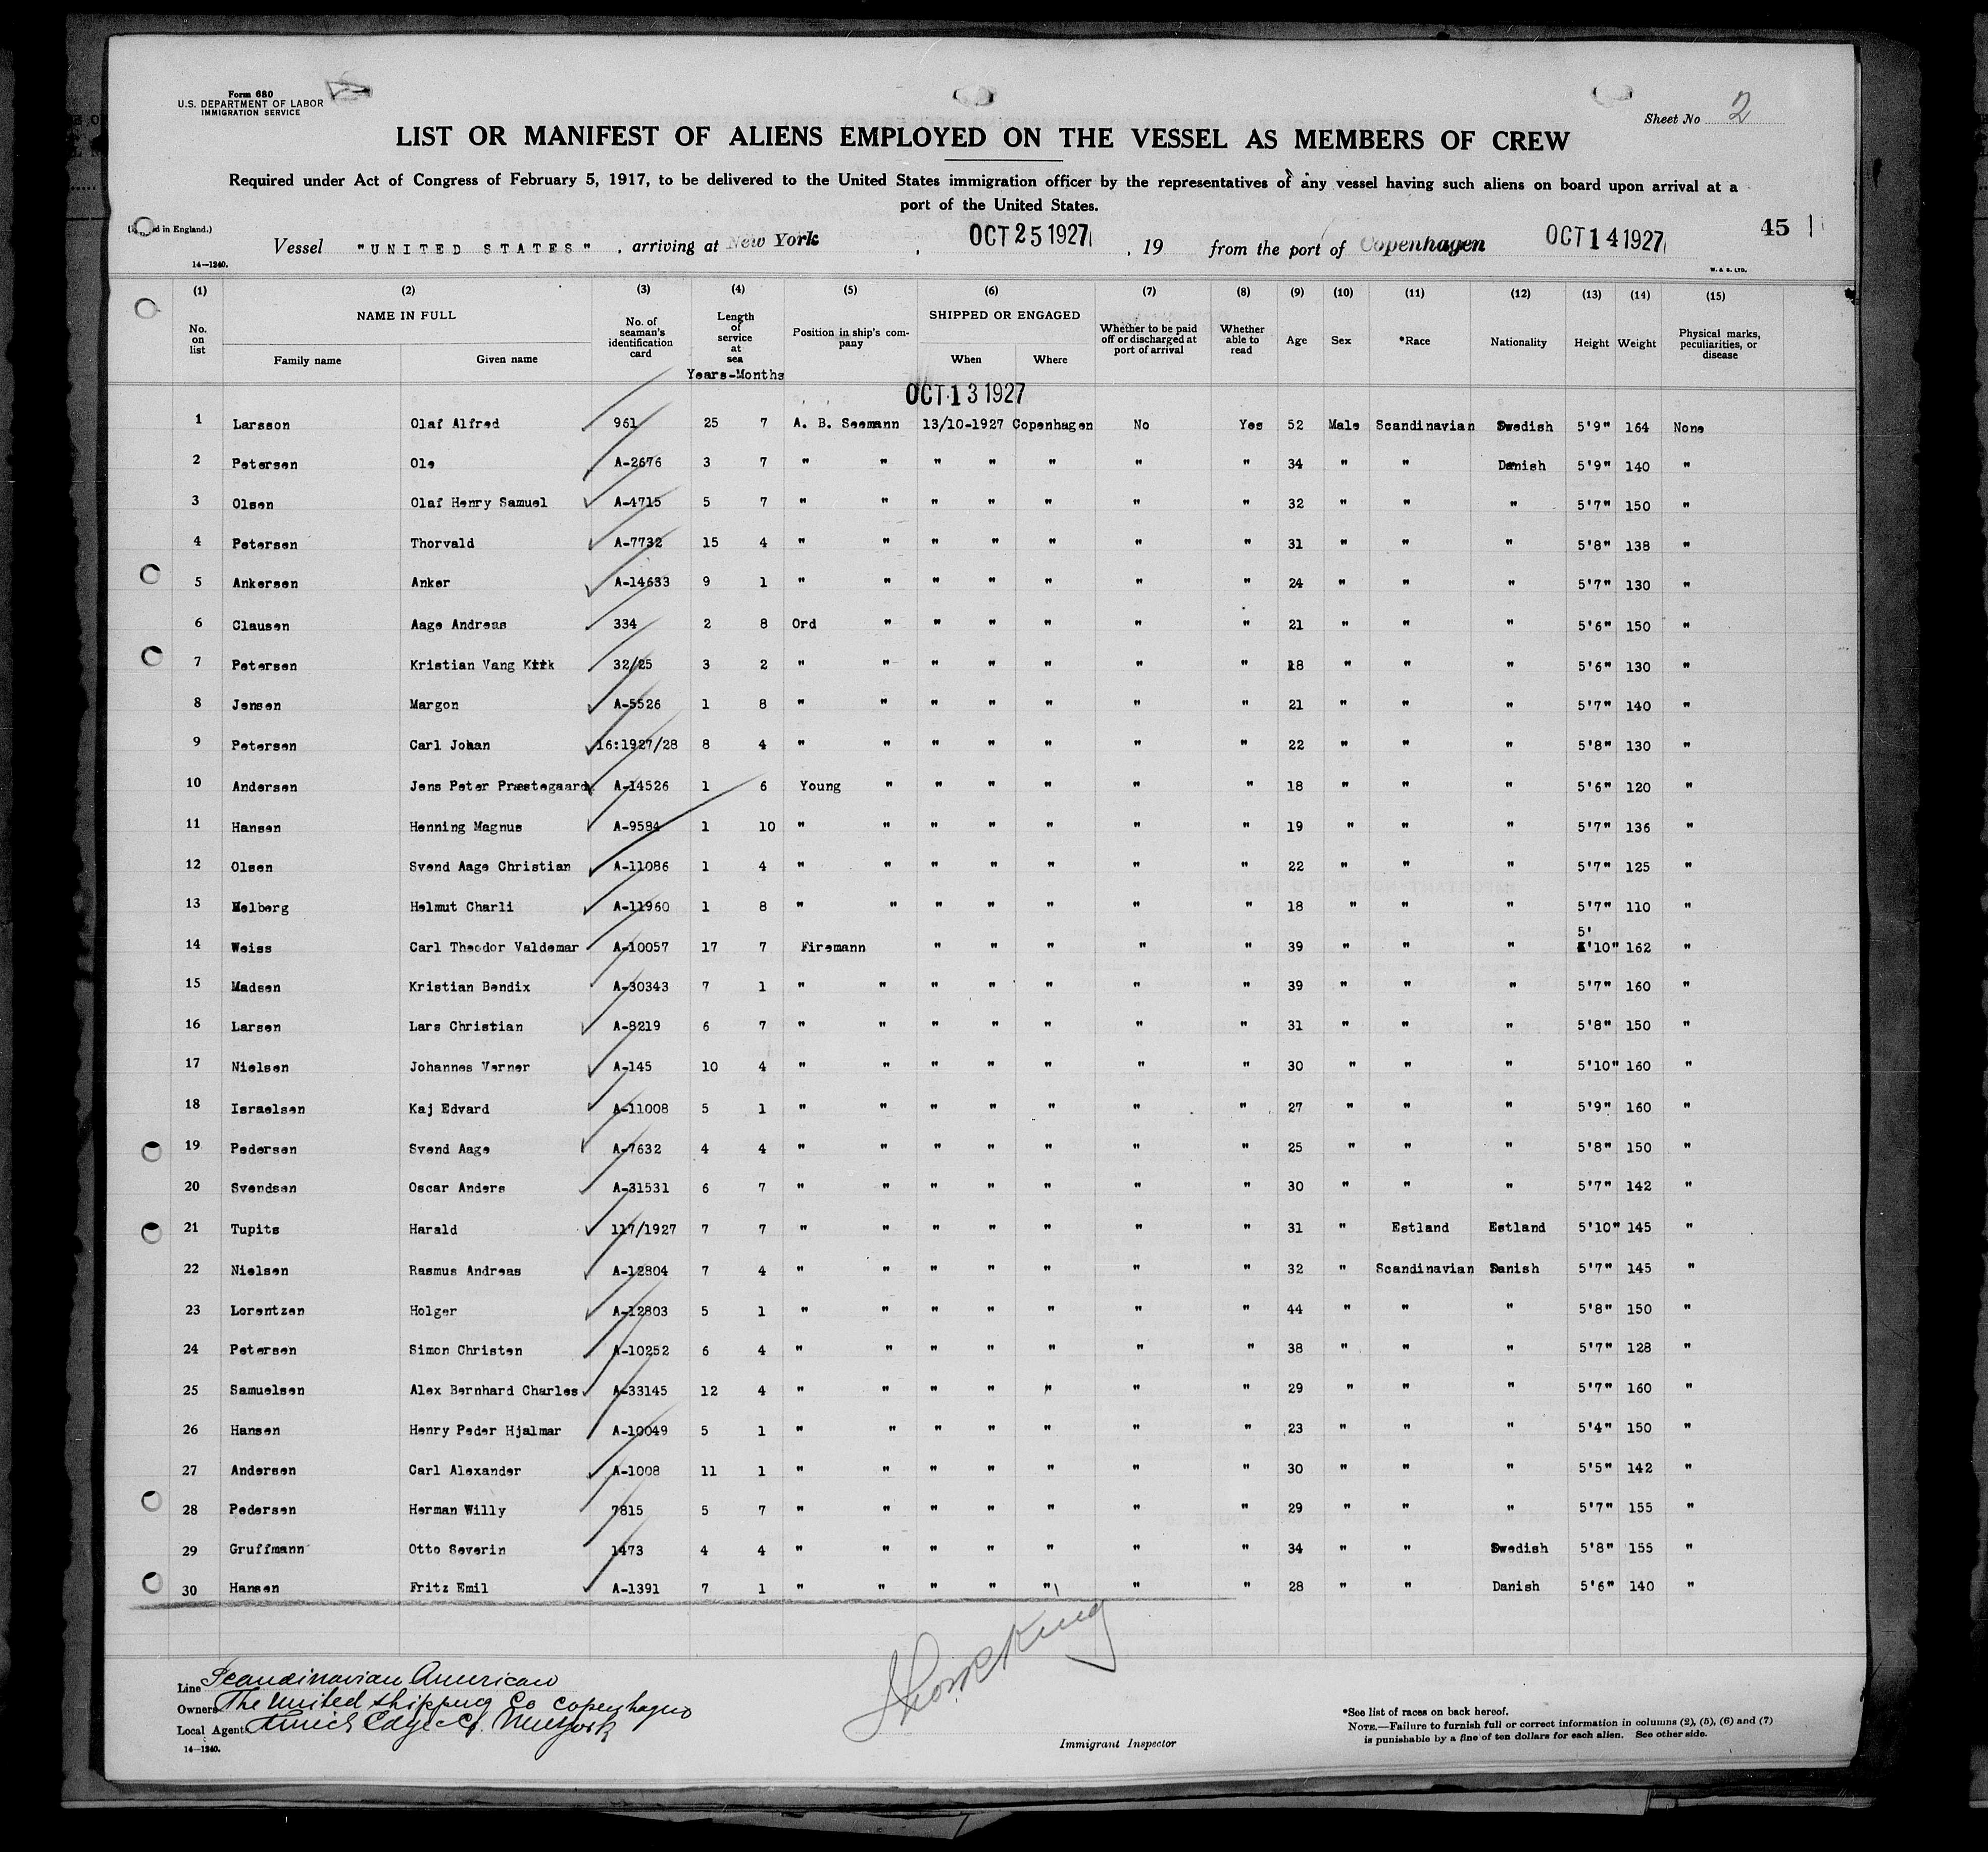 Form 680
U.S. DEPARTMENT OF LABOR
IMMIGRATION SERVICE
Sheet No 2
LIST OR MANIFEST OF ALIENS EMPLOYED ON THE VESSEL AS MEMBERS OF CREW
Required under Act of Congress of February 5, 1917, to be delivered to the United States immigration officer by the representatives of any vessel having such aliens on board upon arrival at a
port of the United States.
in England.)
Vessel "UNITED STATES", arriving at New York, OCT 25 1927, 19 from the port of Copenhagen OCT 14 1927 45
14—1240. W. & S. LTD.
(1) (2) (3) (4) (5) (6) (7) (8) (9) (10) (11) (12) (13) (14) (15)
No. on list NAME IN FULL Family name Given name No. of seaman's identification card Length of service at sea Years-Months Position in ship's company SHIPPED OR ENGAGED When Where Whether to be paid off or discharged at port of arrival Whether able to read Age Sex *Race Nationality Height Weight Physical marks, peculiarities, or disease
OCT 13 1927
1 Larsson Olaf Alfred 961 25 7 A. B. Seemann 13/10-1927 Copenhagen No Yes 52 Male Scandinavian Swedish 5'9" 164 None
2 Petersen Ole A-2676 3 7 " " " " " " " 34 " " Danish 5'9" 140 "
3 Olsen Olaf Henry Samuel A-4715 5 7 " " " " " " " 32 " " " 5'7" 150 "
4 Petersen Thorvald A-7732 15 4 " " " " " " " 31 " " " 5'8" 138 "
5 Ankersen Anker A-14633 9 1 " " " " " " " 24 " " " 5'7" 130 "
6 Clausen Aage Andreas 334 2 8 Ord " " " " " " 21 " " " 5'6" 150 "
7 Petersen Kristian Vang Kirk 32/25 3 2 " " " " " " " 18 " " " 5'6" 130 "
8 Jensen Margon A-5526 1 8 " " " " " " " 21 " " " 5'7" 140 "
9 Petersen Carl Johan 16:1927/28 8 4 " " " " " " " 22 " " " 5'8" 130 "
10 Andersen Jens Peter Præstegaard A-14526 1 6 Young " " " " " " 18 " " " 5'6" 120 "
11 Hansen Henning Magnus A-9584 1 10 " " " " " " " 19 " " " 5'7" 136 "
12 Olsen Svend Aage Christian A-11086 1 4 " " " " " " " 22 " " " 5'7" 125 "
13 Melberg Helmut Charli A-11960 1 8 " " " " " " " 18 " " " 5'7" 110 "
14 Weiss Carl Theodor Valdemar A-10057 17 7 Firemann " " " " " 39 " " " 5'10" 162 "
15 Madsen Kristian Bendix A-30343 7 1 " " " " " " " 39 " " " 5'7" 160 "
16 Larsen Lars Christian A-8219 6 7 " " " " " " " 31 " " " 5'8" 150 "
17 Nielsen Johannes Verner A-145 10 4 " " " " " " " 30 " " " 5'10" 160 "
18 Israelsen Kaj Edvard A-11008 5 1 " " " " " " " 27 " " " 5'9" 160 "
19 Pedersen Svend Aage A-7632 4 4 " " " " " " " 25 " " " 5'8" 150 "
20 Svendsen Oscar Anders A-31531 6 7 " " " " " " " 30 " " " 5'7" 142 "
21 Tupits Harald 117/1927 7 7 " " " " " " " 31 " Estland Estland 5'10" 145 "
22 Nielsen Rasmus Andreas A-12804 7 4 " " " " " " " 32 " Scandinavian Danish 5'7" 145 "
23 Lorentzen Holger A-12803 5 1 " " " " " " " 44 " " " 5'8" 150 "
24 Petersen Simon Christen A-10252 6 4 " " " " " " " 38 " " " 5'7" 128 "
25 Samuelsen Alex Bernhard Charles A-33145 12 4 " " " " " " " 29 " " " 5'7" 160 "
26 Hansen Henry Peder Hjalmar A-10049 5 1 " " " " " " " 23 " " " 5'4" 150 "
27 Andersen Carl Alexander A-1008 11 1 " " " " " " " 30 " " " 5'5" 142 "
28 Pedersen Herman Willy 7815 5 7 " " " " " " " 29 " " " 5'7" 155 "
29 Gruffmann Otto Severin 1473 4 4 " " " " " " " 34 " " Swedish 5'8" 155 "
30 Hansen Fritz Emil A-1391 7 1 " " " " " " " 28 " " Danish 5'6" 140 "
Line Scandinavian American
Owners The United Shipping Co Copenhagen
Local Agent New York
14—1240.
Immigrant Inspector
*See list of races on back hereof.
NOTE.—Failure to furnish full or correct information in columns (2), (5), (6) and (7)
is punishable by a fine of ten dollars for each alien. See other side.